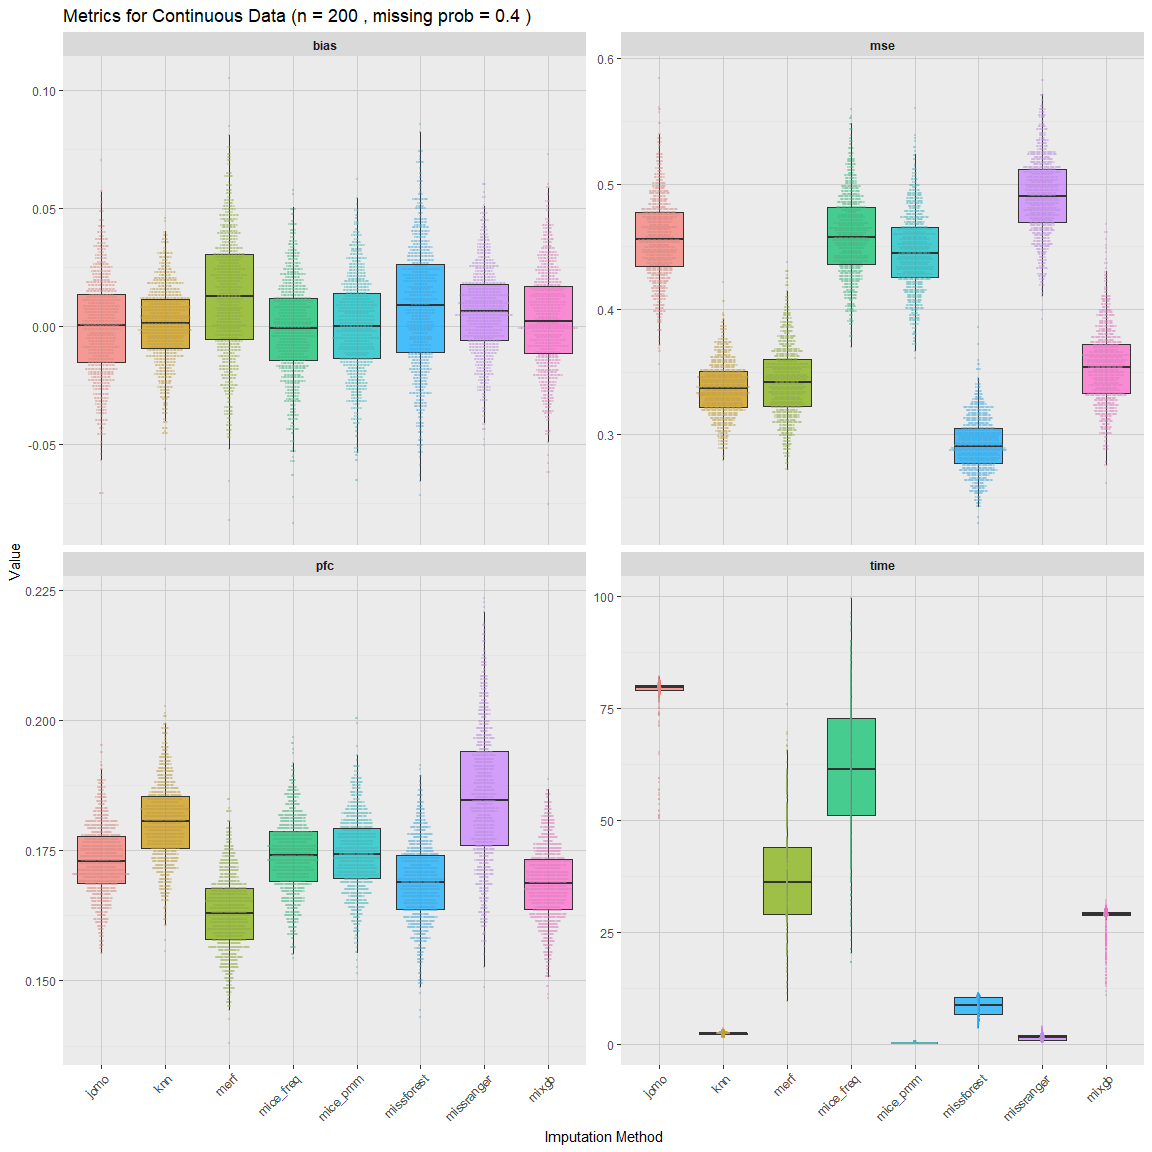 Metrics for Continuous Data (n = 200 , missing prob = 0.4 )
bias
mse
0.10
0.05
0.00
-0.05
0.6
0.5
0.4
0.3
Value
pfc
time
0.225
0.200
0.175
0.150
100
75
50
25
0
jomo
knn
merf
mice_freq
mice_pmm
missforest
missranger
mixgb
jomo
knn
merf
mice_freq
mice_pmm
missforest
missranger
mixgb
Imputation Method